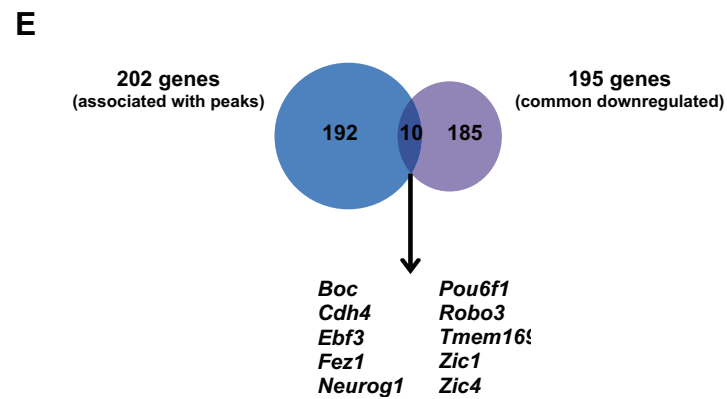 E
202 genes
(associated with peaks)
195 genes
(common downregulated)
192
10
185
Boc
Cdh4
Ebf3
Fez1
Neurog1
Pou6f1
Robo3
Tmem169
Zic1
Zic4